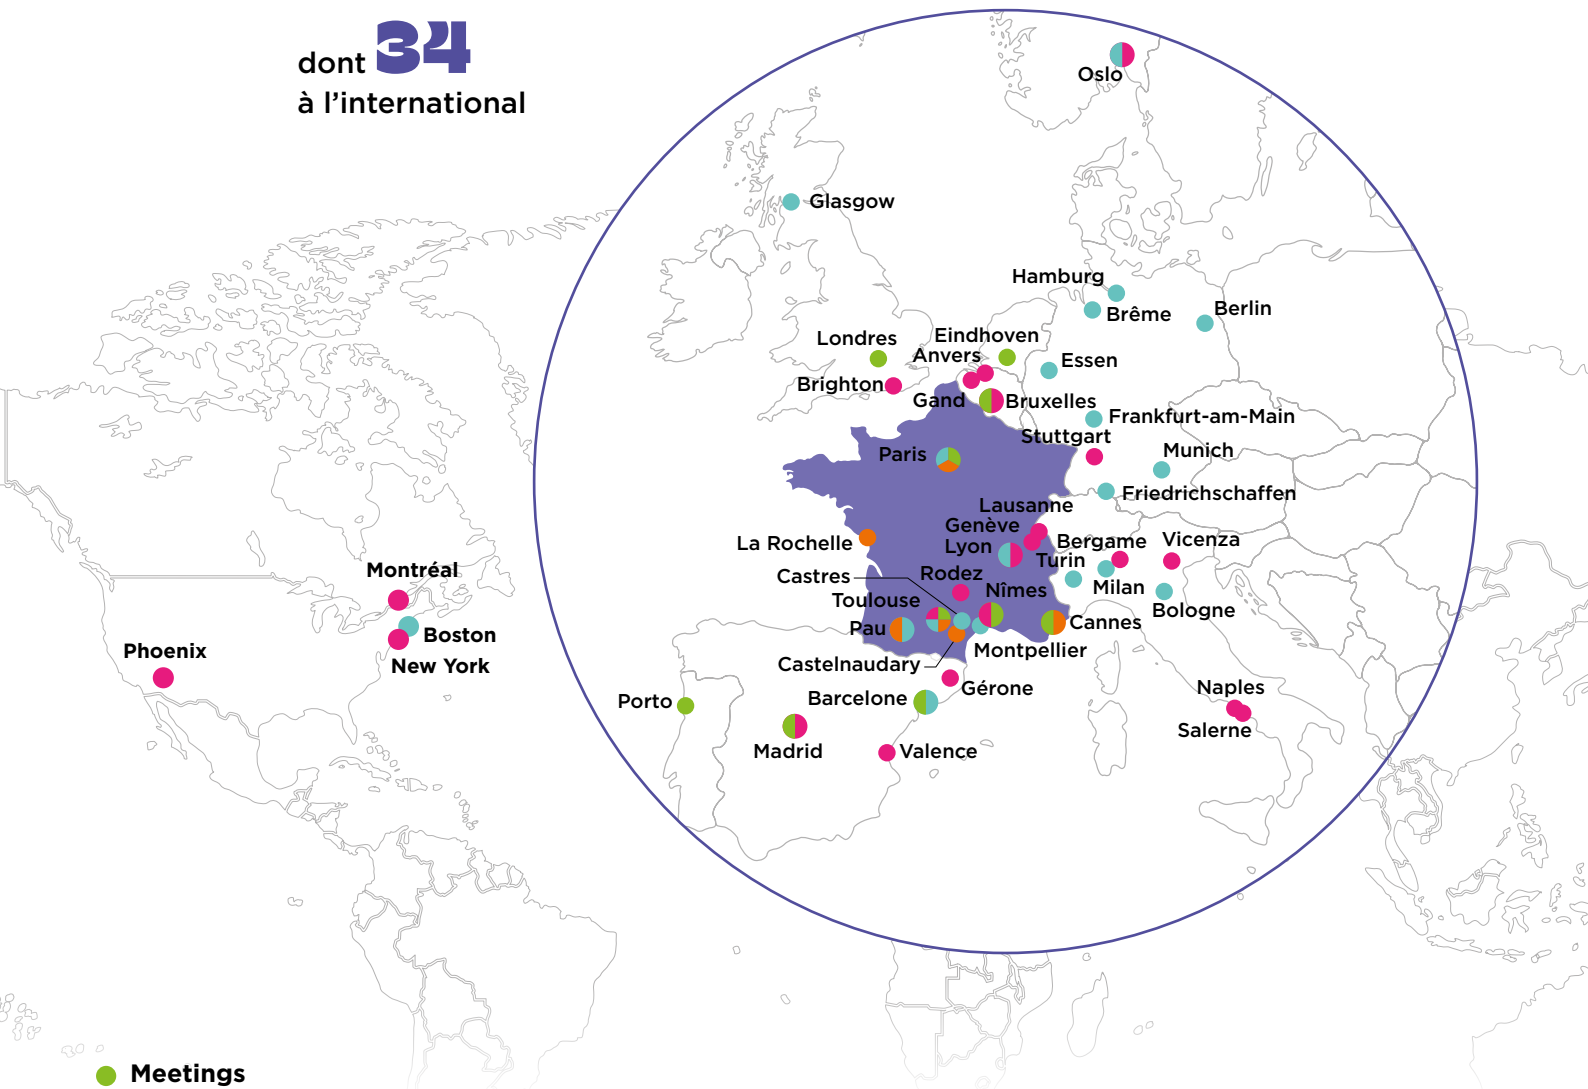 dont 34
à l’international
Oslo
Glasgow
Hamburg
Brême
Berlin
Londres
Eindhoven
Anvers
Essen
Brighton
Gand
Bruxelles
Frankfurt-am-Main
Stuttgart
Paris
Munich
Friedrichschaffen
Lausanne
Genève
La Rochelle
Lyon
Bergame
Vicenza
Turin
Castres
Rodez
Milan
Nîmes
Bologne
Toulouse
Pau
Cannes
Montpellier
Castelnaudary
Gérone
Barcelone
Porto
Naples
Salerne
Madrid
Valence
Montréal
Boston
New York
Phoenix
Meetings